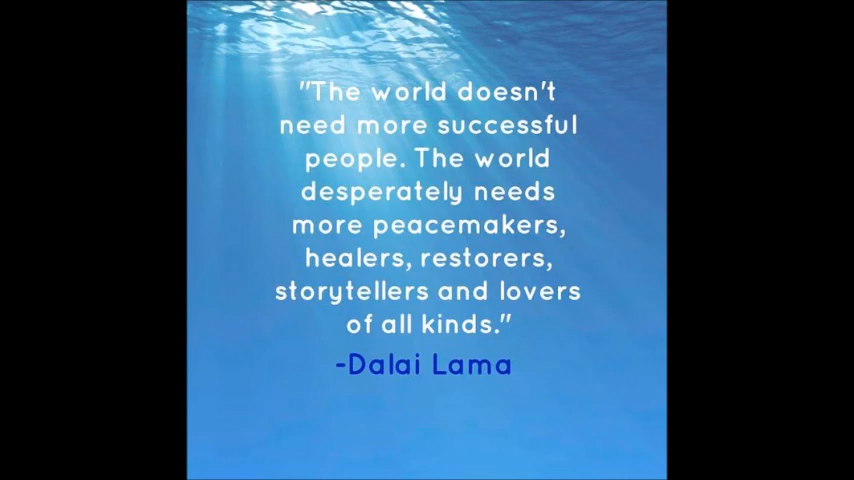 "The world doesn't
need more successful
people. The world
desperately needs
more peacemakers,
healers, restorers,
storytellers and lovers
of all kinds."
-Dalai Lama